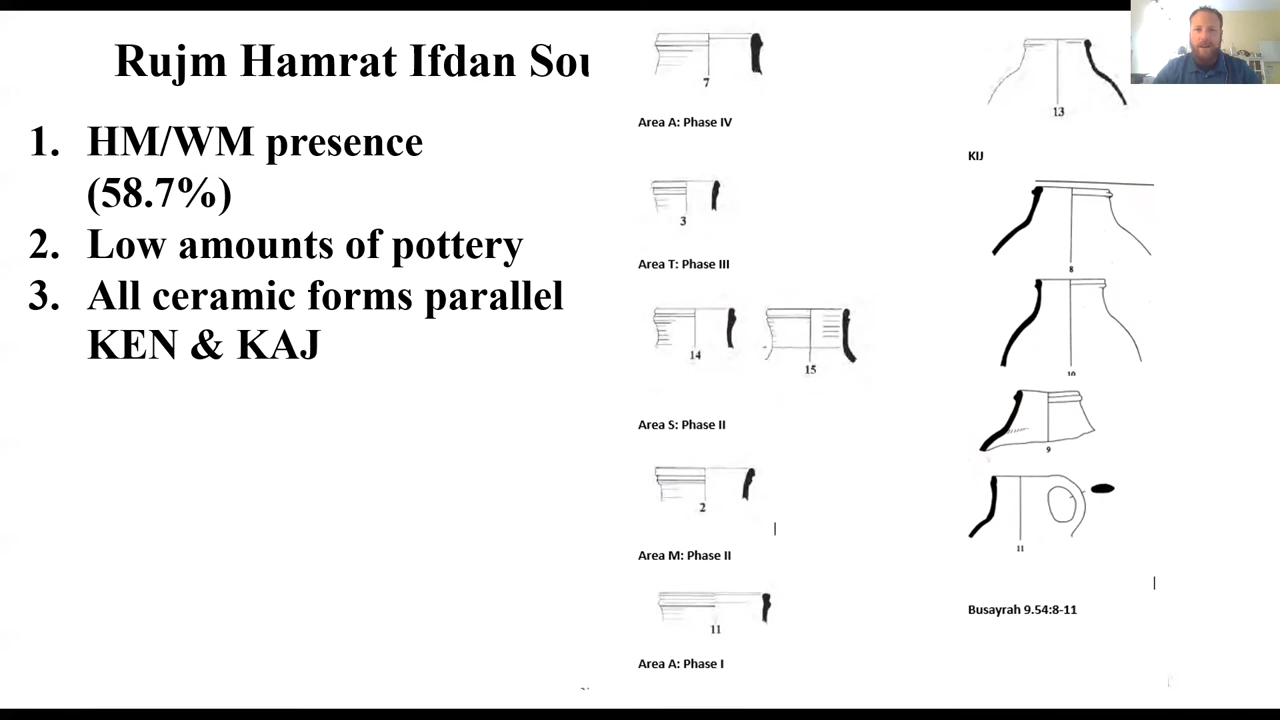 Rujm Hamrat Ifdan Sou
1. HM/WM presence
(58.7%)
2. Low amounts of pottery
3. All ceramic forms parallel
KEN & KAJ
7
Area A: Phase IV
3
Area T: Phase III
14 15
Area S: Phase II
2
Area M: Phase II
11
Area A: Phase I
13
KIJ
8
10
9
11
Busayrah 9.54:8-11